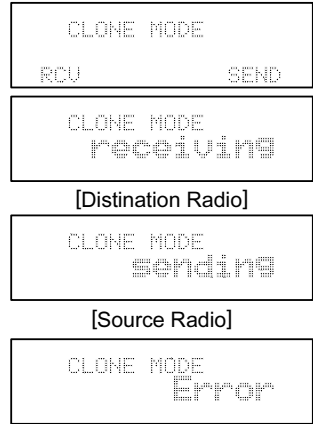 CLONE MODE
RCV SEND
CLONE MODE
receiving
[Distination Radio]
CLONE MODE
sending
[Source Radio]
CLONE MODE
Error